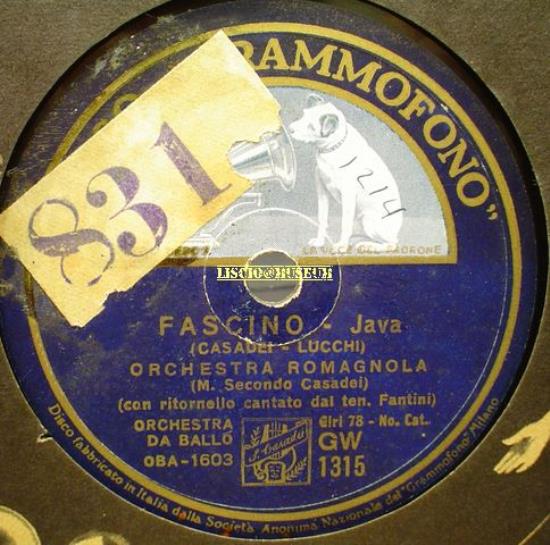 GRAMMOFONO"
831
1214
LA VOCE DEL PADRONE
LISCIO@MUSEUM
FASCINO - Java
(CASADEI - LUCCHI)
ORCHESTRA ROMAGNOLA
(M. Secondo Casadei)
(con ritornello cantato dal ten. Fantini)
ORCHESTRA
DA BALLO
OBA-1603
S. Casadei
Giri 78 - No. Cat.
GW
1315
Disco fabbricato in Italia dalla Società Anonima Nazionale del "Grammofono" Milano